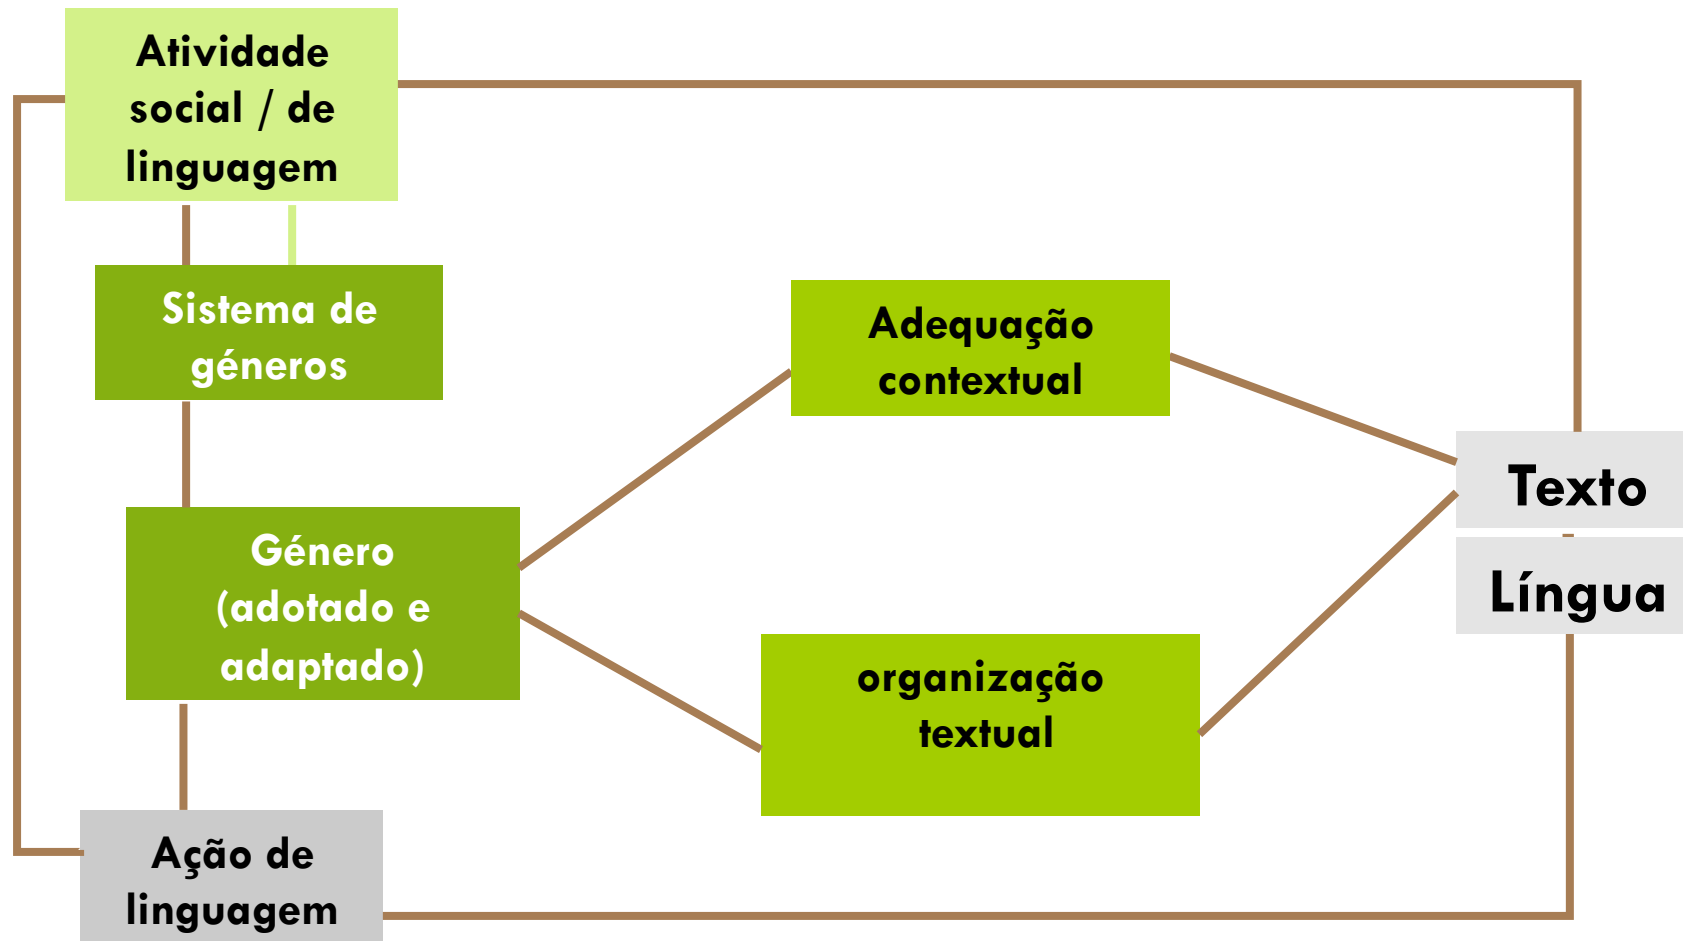 Atividade
social / de
linguagem
Sistema de
géneros
Adequação
contextual
Texto
Género
(adotado e
adaptado)
Língua
organização
textual
Ação de
linguagem